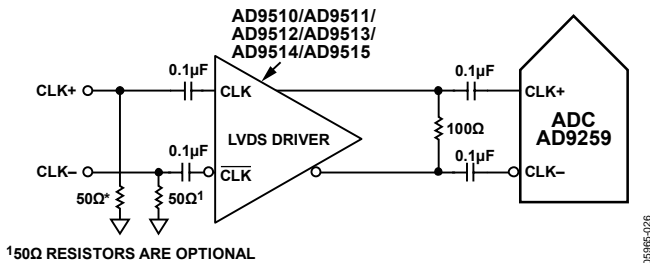 AD9510/AD9511/
AD9512/AD9513/
AD9514/AD9515
0.1µF
0.1µF
CLK+
CLK
CLK+
LVDS DRIVER
100Ω
ADC
AD9259
0.1µF
0.1µF
CLK–
CLK
CLK–
50Ω*
50Ω1
150Ω RESISTORS ARE OPTIONAL
05965-026